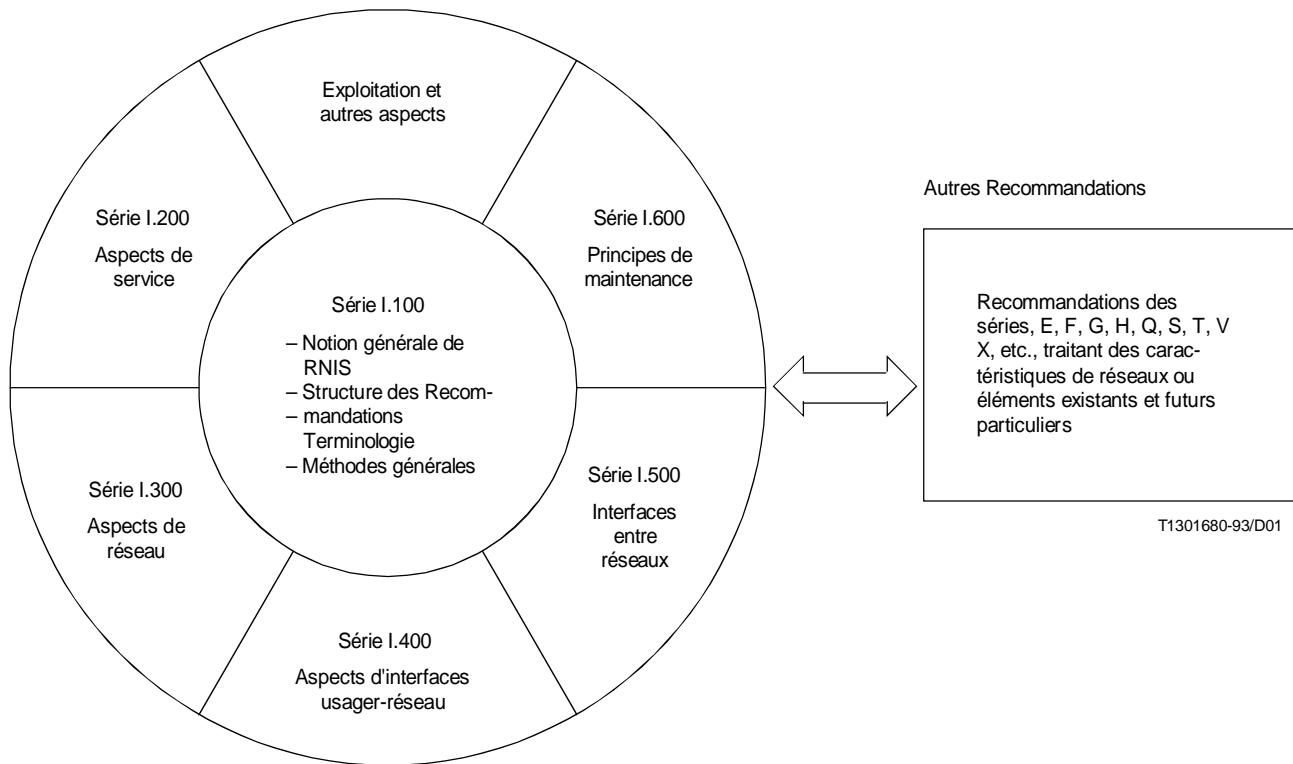 Exploitation et
autres aspects
Série I.200
Aspects de
service
Série I.600
Principes de
maintenance
Série I.100
– Notion générale de
RNIS
– Structure des Recom-
– mandations
Terminologie
– Méthodes générales
Série I.300
Aspects de
réseau
Série I.500
Interfaces
entre
réseaux
Série I.400
Aspects d'interfaces
usager-réseau
Autres Recommandations
Recommandations des
séries, E, F, G, H, Q, S, T, V
X, etc., traitant des carac-
téristiques de réseaux ou
éléments existants et futurs
particuliers
T1301680-93/D01